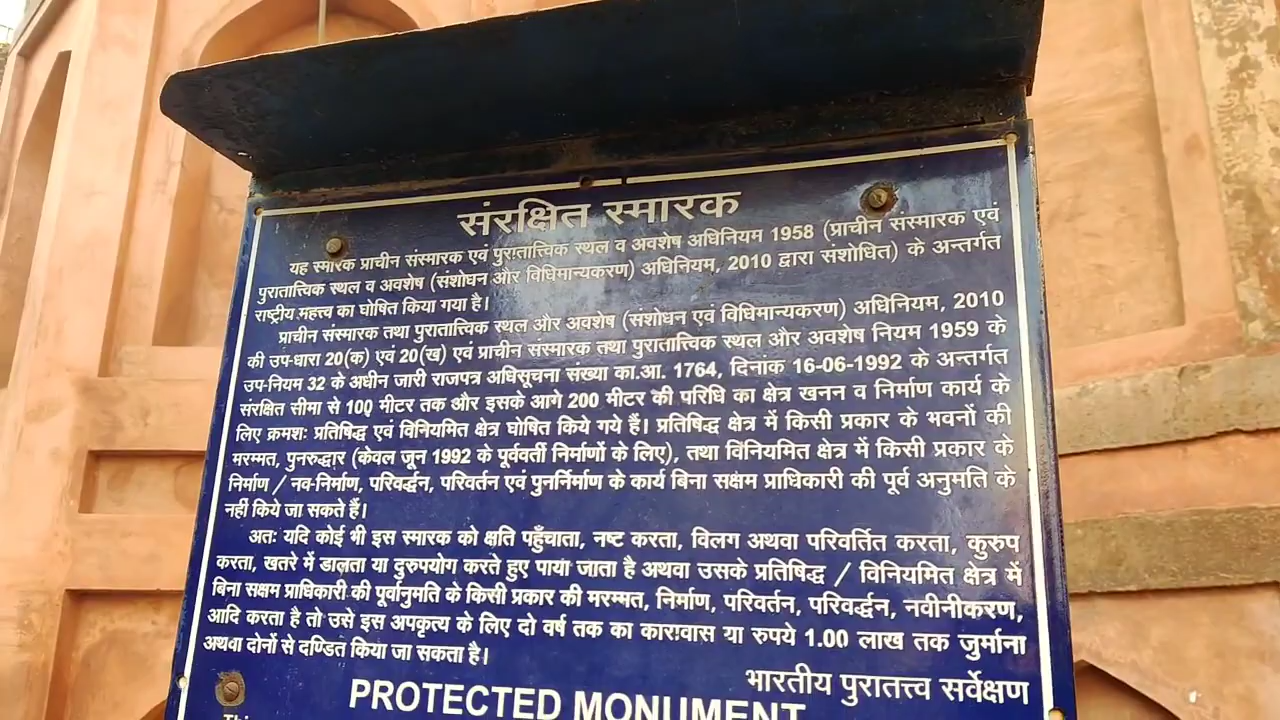 संरक्षित स्मारक
यह स्मारक प्राचीन संस्मारक एवं पुरातात्त्विक स्थल व अवशेष अधिनियम 1958 (प्राचीन संस्मारक एवं
पुरातात्त्विक स्थल व अवशेष (संशोधन और विधिमान्यकरण) अधिनियम, 2010 द्वारा संशोधित) के अन्तर्गत
राष्ट्रीय महत्त्व का घोषित किया गया है।
प्राचीन संस्मारक तथा पुरातात्त्विक स्थल और अवशेष (संशोधन एवं विधिमान्यकरण) अधिनियम, 2010
की उप-धारा 20(क) एवं 20(ख) एवं प्राचीन संस्मारक तथा पुरातात्त्विक स्थल और अवशेष नियम 1959 के
उप-नियम 32 के अधीन जारी राजपत्र अधिसूचना संख्या का.आ. 1764, दिनांक 16-06-1992 के अन्तर्गत
संरक्षित सीमा से 100 मीटर तक और इसके आगे 200 मीटर की परिधि का क्षेत्र खनन व निर्माण कार्य के
लिए क्रमशः प्रतिषिद्ध एवं विनियमित क्षेत्र घोषित किये गये हैं। प्रतिषिद्ध क्षेत्र में किसी प्रकार के भवनों की
मरम्मत, पुनरुद्धार (केवल जून 1992 के पूर्ववर्ती निर्माणों के लिए), तथा विनियमित क्षेत्र में किसी प्रकार के
निर्माण / नव-निर्माण, परिवर्द्धन, परिवर्तन एवं पुनर्निर्माण के कार्य बिना सक्षम प्राधिकारी की पूर्व अनुमति के
नहीं किये जा सकते हैं।
अतः यदि कोई भी इस स्मारक को क्षति पहुँचाता, नष्ट करता, विलग अथवा परिवर्तित करता, कुरुप
करता, खतरे में डालता या दुरुपयोग करते हुए पाया जाता है अथवा उसके प्रतिषिद्ध / विनियमित क्षेत्र में
बिना सक्षम प्राधिकारी की पूर्वानुमति के किसी प्रकार की मरम्मत, निर्माण, परिवर्तन, परिवर्द्धन, नवीनीकरण,
आदि करता है तो उसे इस अपकृत्य के लिए दो वर्ष तक का कारावास या रुपये 1.00 लाख तक जुर्माना
अथवा दोनों से दण्डित किया जा सकता है।
भारतीय पुरातत्त्व सर्वेक्षण
PROTECTED MONUMENT